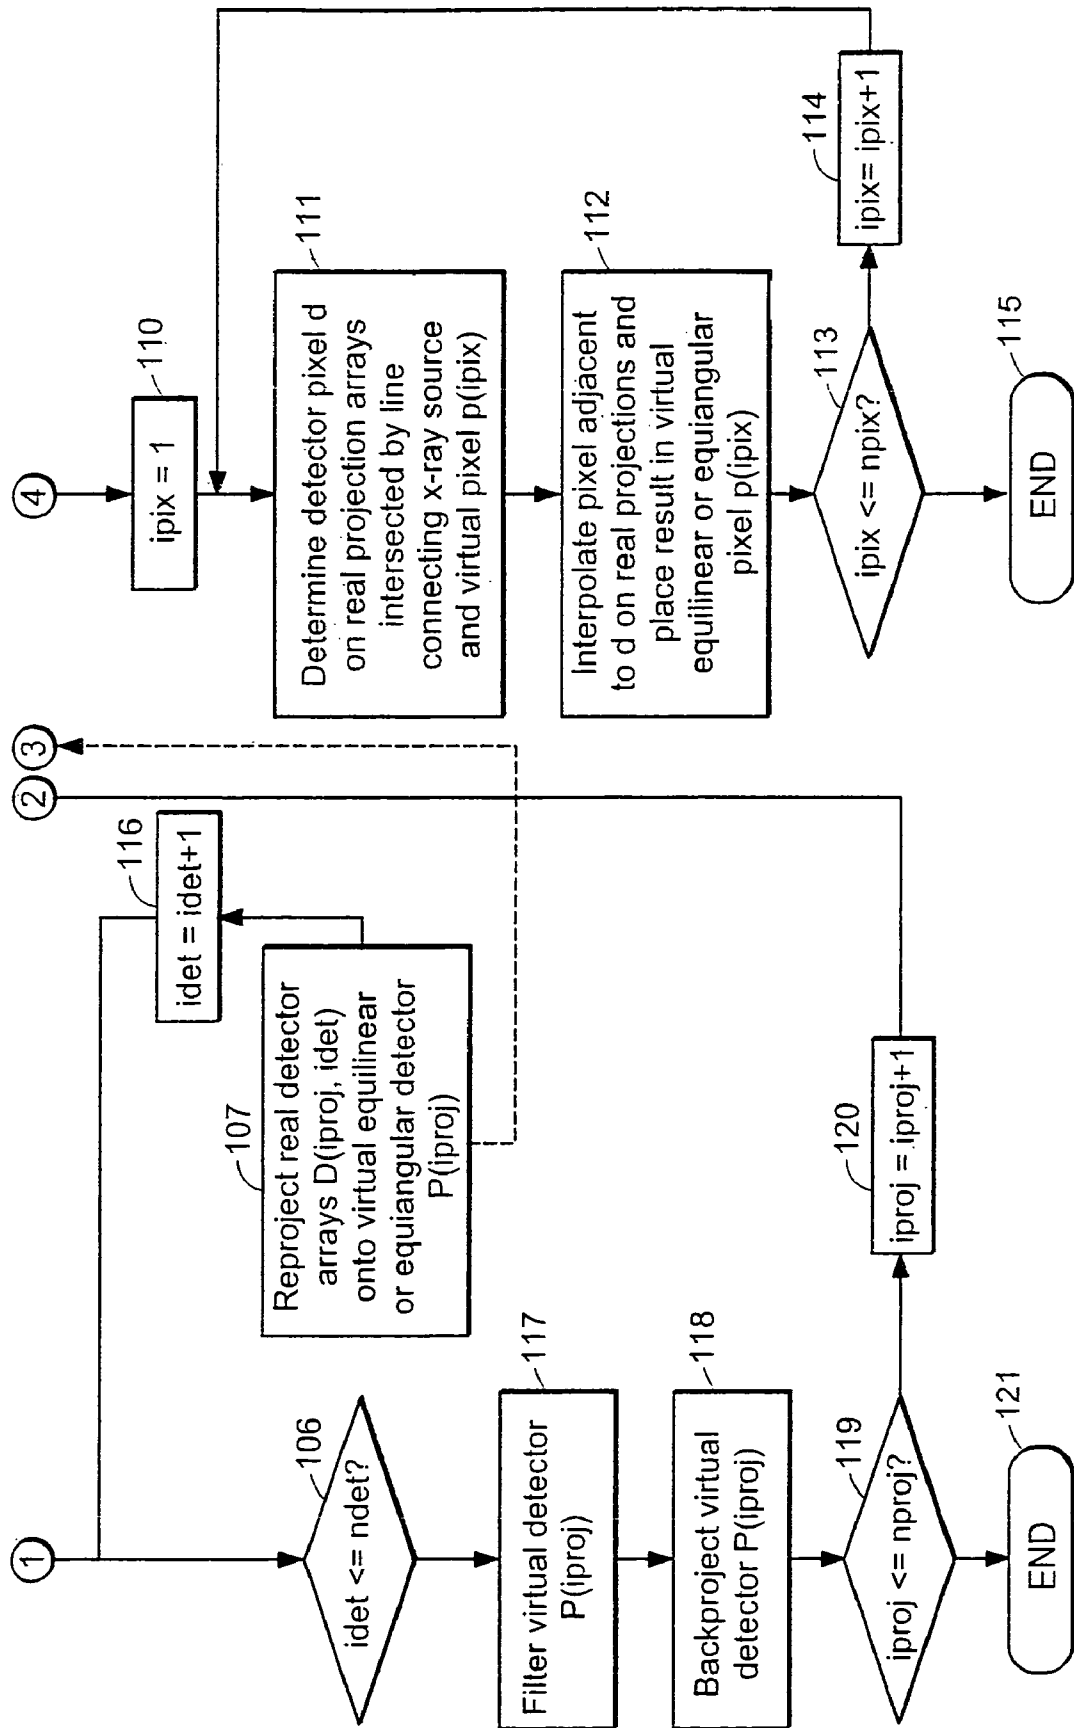 1
idet <= ndet?
106
Filter virtual detector
P(iproj)
117
Backproject virtual
detector P(iproj)
118
iproj <= nproj?
119
END
121
iproj = iproj+1
120
Reproject real detector
arrays D(iproj, idet)
onto virtual equilinear
or equiangular detector
P(iproj)
107
idet = idet+1
116
2
3
4
ipix = 1
110
Determine detector pixel d
on real projection arrays
intersected by line
connecting x-ray source
and virtual pixel p(ipix)
111
Interpolate pixel adjacent
to d on real projections and
place result in virtual
equilinear or equiangular
pixel p(ipix)
112
ipix <= npix?
113
ipix= ipix+1
114
END
115